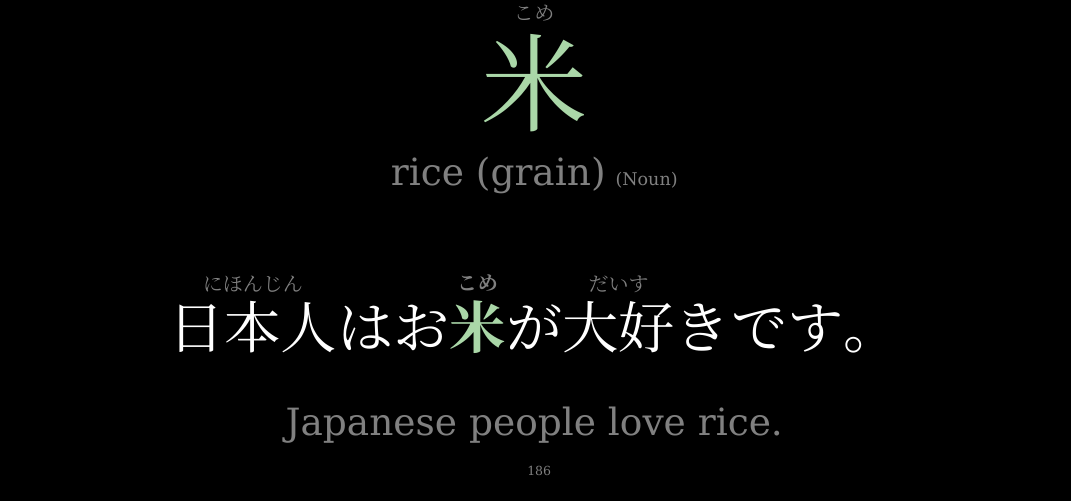 こめ
米
rice (grain) (Noun)
にほんじん こめ だいす
日本人はお米が大好きです。
Japanese people love rice.
186